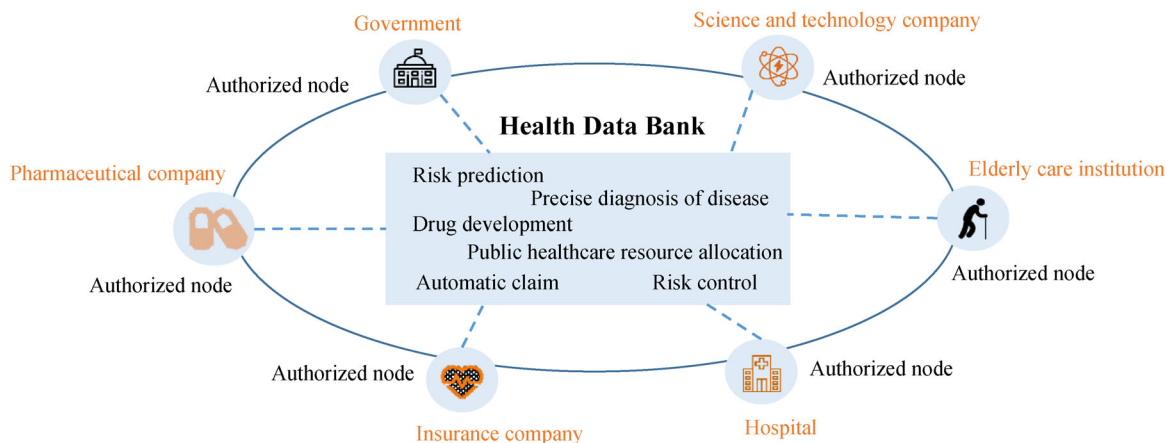 Government
Science and technology company
Authorized node
Authorized node
Health Data Bank
Pharmaceutical company
Elderly care institution
Risk prediction
Precise diagnosis of disease
Drug development
Public healthcare resource allocation
Authorized node
Authorized node
Automatic claim
Risk control
Authorized node
Authorized node
Insurance company
Hospital